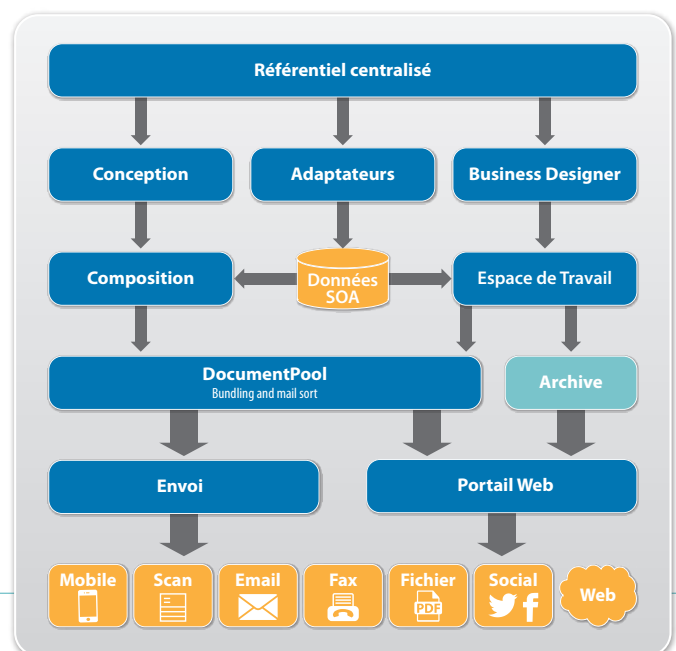 Référentiel centralisé
Conception
Adaptateurs
Business Designer
Composition
Données
SOA
Espace de Travail
DocumentPool
Bundling and mail sort
Archive
Envoi
Portail Web
Mobile
Scan
Email
Fax
Fichier
PDF
Social
Web